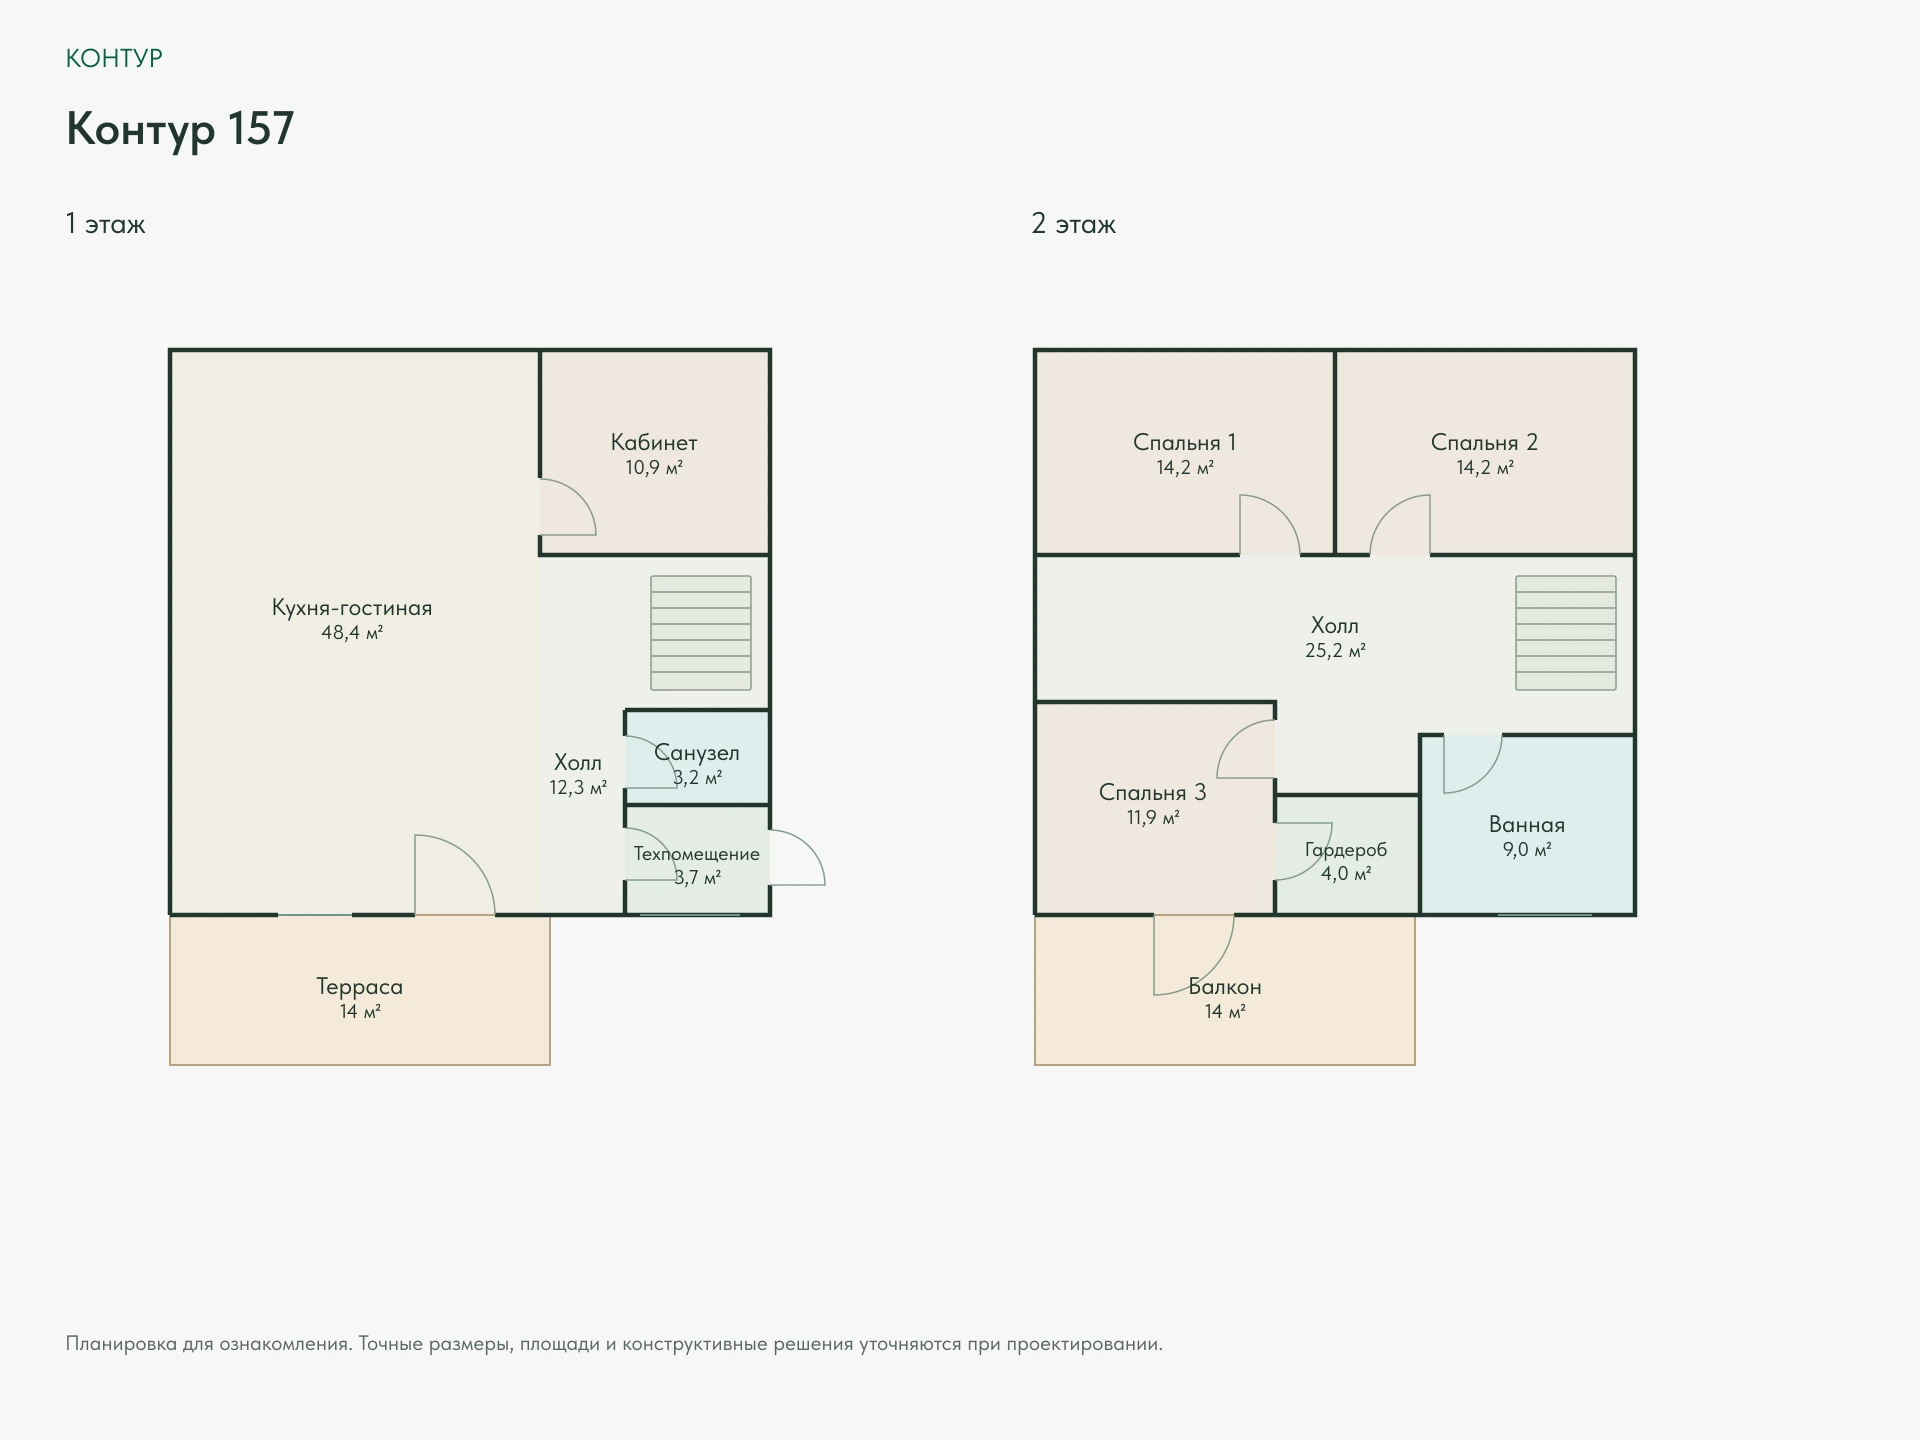 КОНТУР
Контур 157
1 этаж
2 этаж
Кабинет
10,9 м²
Кухня-гостиная
48,4 м²
Холл
12,3 м²
Санузел
3,2 м²
Техпомещение
3,7 м²
Терраса
14 м²
Спальня 1
14,2 м²
Спальня 2
14,2 м²
Холл
25,2 м²
Спальня 3
11,9 м²
Гардероб
4,0 м²
Ванная
9,0 м²
Балкон
14 м²
Планировка для ознакомления. Точные размеры, площади и конструктивные решения уточняются при проектировании.